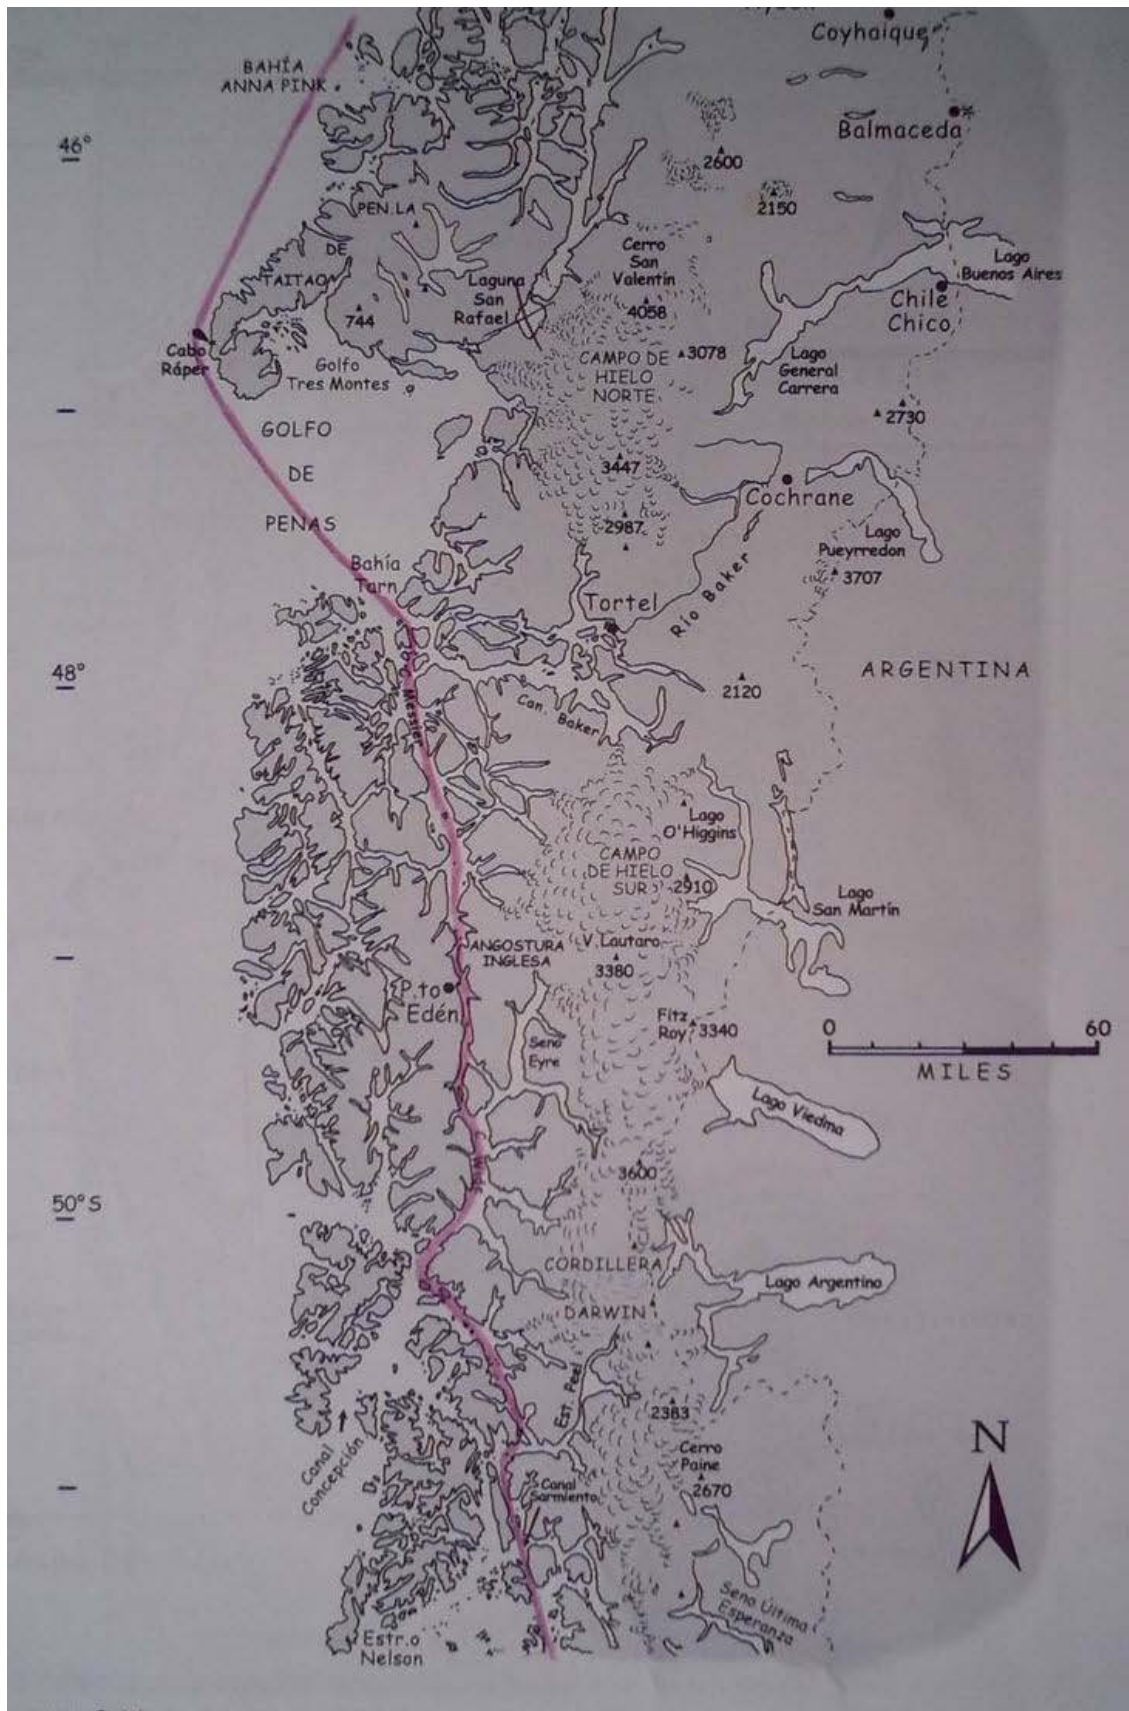 Coyhaique
BAHÍA
ANNA PINK
Balmaceda
46°
2600
2150
PEN.LA
DE
TAITAO
Cerro
San
Valentín
4058
Lago
Buenos Aires
Laguna
San
Rafael
Chile
Chico
744
Cabo
Ráper
Golfo
Tres Montes
CAMPO DE
HIELO
NORTE
3078
Lago
General
Carrera
2730
GOLFO
DE
PENAS
3447
Cochrane
2987
Lago
Pueyrredon
3707
Bahía
Tarn
Tortel
Río Baker
48°
ARGENTINA
2120
C. Messier
Can. Baker
Lago
O'Higgins
CAMPO
DE HIELO
SUR
2910
Lago
San Martín
ANGOSTURA
INGLESA
V. Lautaro
3380
P.to
Edén
Fitz
Roy
3340
0
60
MILES
Seno
Eyre
Lago Viedma
3600
50° S
CORDILLERA
DARWIN
Lago Argentino
Est. Peel
2383
Canal
Concepción
Cerro
Paine
2670
N
Canal
Sarmiento
Seno Última
Esperanza
Estr.o
Nelson